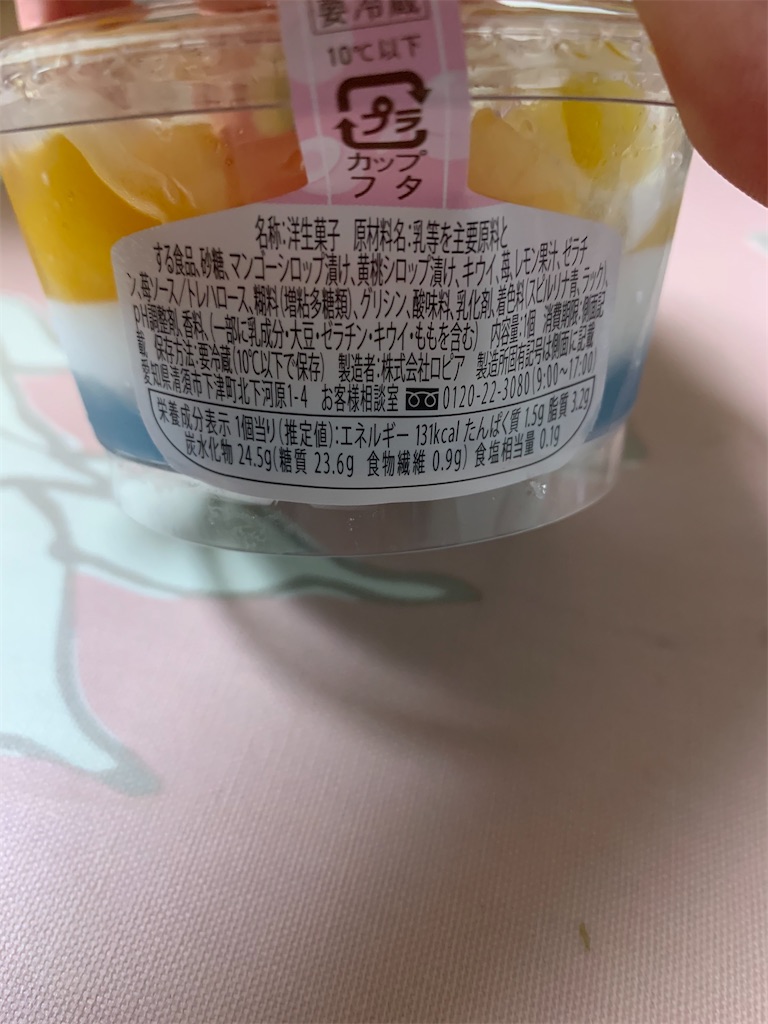 要冷蔵
10℃以下
プラ
カップ
フタ
名称:洋生菓子 原材料名:乳等を主要原料と
する食品、砂糖、マンゴーシロップ漬け、黄桃シロップ漬け、キウイ、苺、レモン果汁、ゼラチ
ン、苺ソース/トレハロース、糊料(増粘多糖類)、グリシン、酸味料、乳化剤、着色料(スピルリナ青、ラック)、
pH調整剤、香料、(一部に乳成分・大豆・ゼラチン・キウイ・ももを含む) 内容量:1個 消費期限:側面記
載 保存方法:要冷蔵(10℃以下で保存) 製造者:株式会社ロピア 製造所固有記号は側面に記載
愛知県清須市下津町北下河原1-4 お客様相談室 0120-22-3080(9:00~17:00)
栄養成分表示 1個当り(推定値):エネルギー 131kcal たんぱく質 1.5g 脂質 3.2g
炭水化物 24.5g(糖質 23.6g 食物繊維 0.9g) 食塩相当量 0.1g